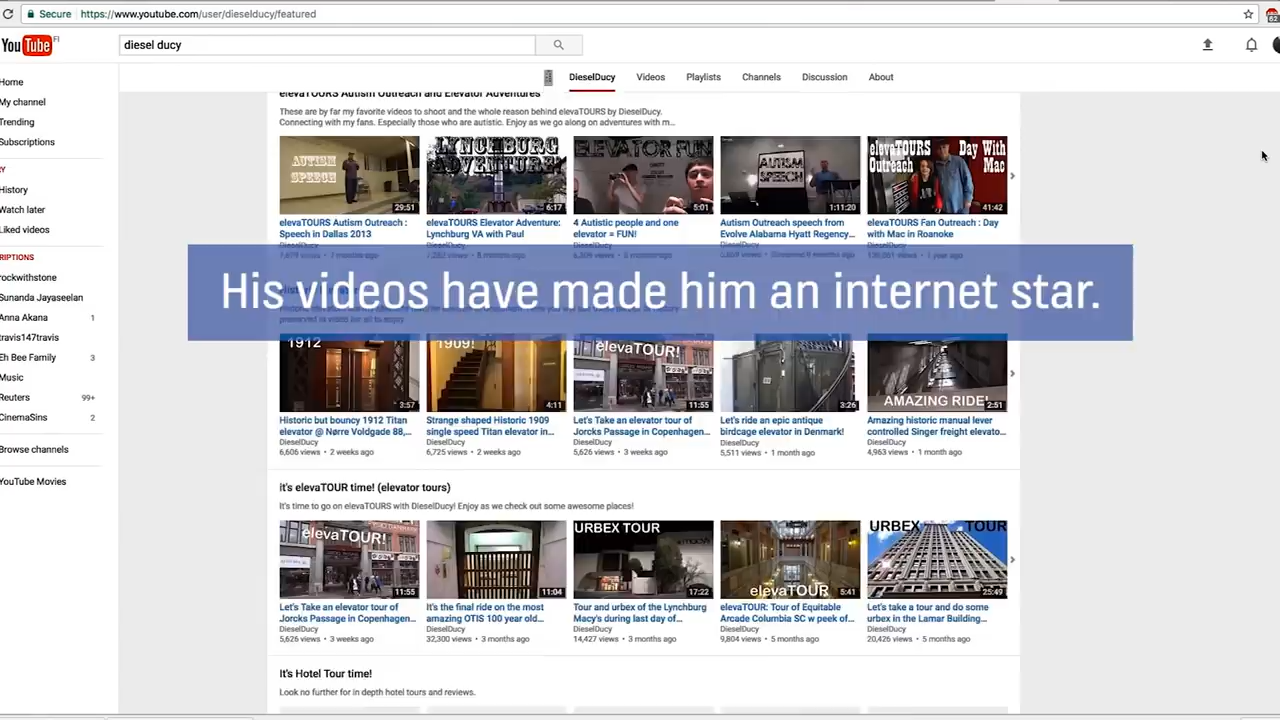 Secure https://www.youtube.com/user/dieselducy/featured
YouTube FI
diesel ducy
DieselDucy Videos Playlists Channels Discussion About
Home
My channel
Trending
Subscriptions
History
Watch later
Liked videos
RIPTIONS
rockwithstone
Sunanda Jayaseelan
Anna Akana 1
travis147travis
Eh Bee Family 3
Music
Reuters 99+
CinemaSins 2
Browse channels
YouTube Movies
elevaTOURS Autism Outreach and Elevator Adventures
These are by far my favorite videos to shoot and the whole reason behind elevaTOURS by DieselDucy.
Connecting with my fans. Especially those who are autistic. Enjoy as we go along on adventures with m...
AUTISM
SPEECH
29:51
LYNCHBURG
ADVENTURE!
6:17
ELEVATOR FUN
5:01
AUTISM
SPEECH
1:11:20
elevaTOURS
Outreach
Day With
Mac
41:42
elevaTOURS Autism Outreach :
Speech in Dallas 2013
elevaTOURS Elevator Adventure:
Lynchburg VA with Paul
4 Autistic people and one
elevator = FUN!
Autism Outreach speech from
Evolve Alabama Hyatt Regency...
elevaTOURS Fan Outreach : Day
with Mac in Roanoke
His videos have made him an internet star.
1912
3:57
1909!
4:11
elevaTOUR!
11:55
3:26
AMAZING RIDE!
2:51
Historic but bouncy 1912 Titan
elevator @ Nørre Voldgade 88,...
DieselDucy
6,606 views • 2 weeks ago
Strange shaped Historic 1909
single speed Titan elevator in...
DieselDucy
6,725 views • 2 weeks ago
Let's Take an elevator tour of
Jorcks Passage in Copenhagen...
DieselDucy
5,626 views • 3 weeks ago
Let's ride an epic antique
birdcage elevator in Denmark!
DieselDucy
5,511 views • 1 month ago
Amazing historic manual lever
controlled Singer freight elevato...
DieselDucy
4,963 views • 1 month ago
it's elevaTOUR time! (elevator tours)
It's time to go on elevaTOURS with DieselDucy! Enjoy as we check out some awesome places!
elevaTOUR!
11:55
11:04
URBEX TOUR
17:22
elevaTOUR
5:41
URBEX TOUR
25:49
Let's Take an elevator tour of
Jorcks Passage in Copenhagen...
DieselDucy
5,626 views • 3 weeks ago
It's the final ride on the most
amazing OTIS 100 year old...
DieselDucy
32,300 views • 3 months ago
Tour and urbex of the Lynchburg
Macy's during last day of...
DieselDucy
14,427 views • 3 months ago
elevaTOUR: Tour of Equitable
Arcade Columbia SC w peek of...
DieselDucy
9,804 views • 5 months ago
Let's take a tour and do some
urbex in the Lamar Building...
DieselDucy
20,426 views • 5 months ago
It's Hotel Tour time!
Look no further for in depth hotel tours and reviews.